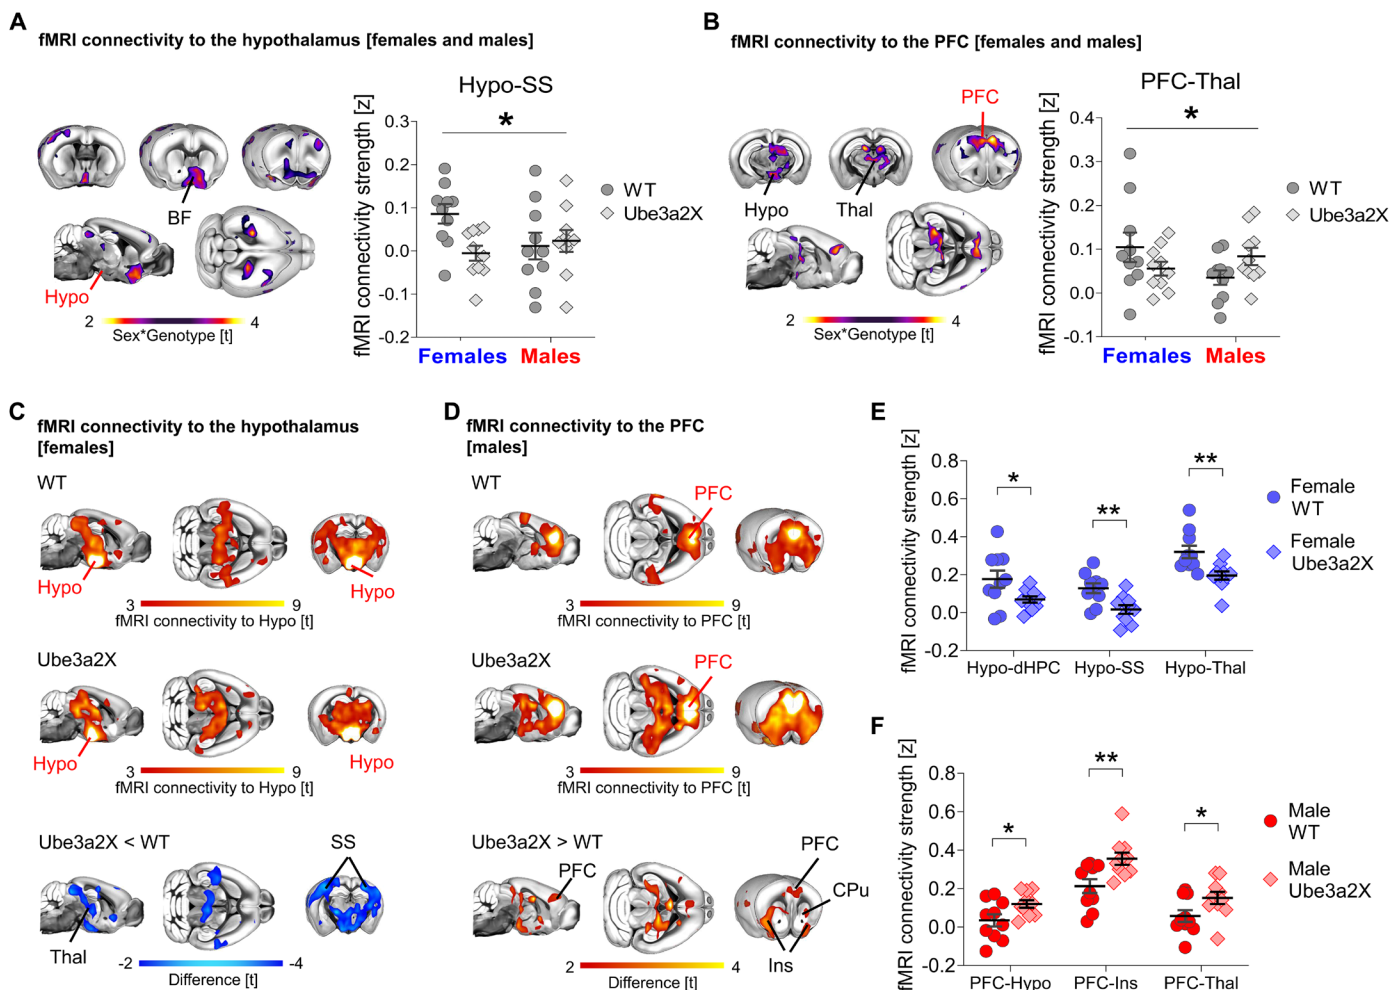 A
fMRI connectivity to the hypothalamus [females and males]
Hypo-SS
fMRI connectivity strength [z]
0.3
0.2
0.1
0.0
-0.1
-0.2
*
WT
Ube3a2X
Females
Males
BF
Hypo
2
4
Sex*Genotype [t]
B
fMRI connectivity to the PFC [females and males]
PFC
PFC-Thal
fMRI connectivity strength [z]
0.4
0.3
0.2
0.1
0.0
-0.1
*
WT
Ube3a2X
Females
Males
Hypo
Thal
2
4
Sex*Genotype [t]
C
fMRI connectivity to the hypothalamus
[females]
WT
Hypo
Hypo
3
9
fMRI connectivity to Hypo [t]
Ube3a2X
Hypo
Hypo
3
9
fMRI connectivity to Hypo [t]
Ube3a2X < WT
SS
Thal
-2
-4
Difference [t]
D
fMRI connectivity to the PFC
[males]
WT
PFC
3
9
fMRI connectivity to PFC [t]
Ube3a2X
PFC
3
9
fMRI connectivity to PFC [t]
Ube3a2X > WT
PFC
PFC
CPu
Ins
2
4
Difference [t]
E
fMRI connectivity strength [z]
0.8
0.6
0.4
0.2
0.0
-0.2
*
**
**
Hypo-dHPC
Hypo-SS
Hypo-Thal
Female
WT
Female
Ube3a2X
F
fMRI connectivity strength [z]
0.8
0.6
0.4
0.2
0.0
-0.2
*
**
*
PFC-Hypo
PFC-Ins
PFC-Thal
Male
WT
Male
Ube3a2X